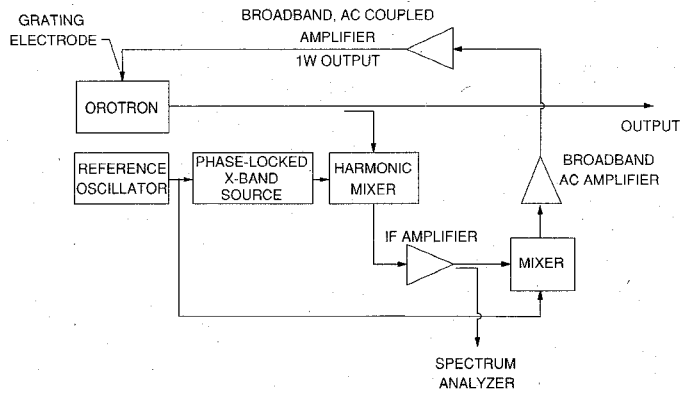 BROADBAND, AC COUPLED
AMPLIFIER
1W OUTPUT
GRATING
ELECTRODE
OROTRON
OUTPUT
REFERENCE
OSCILLATOR
PHASE-LOCKED
X-BAND
SOURCE
HARMONIC
MIXER
BROADBAND
AC AMPLIFIER
IF AMPLIFIER
MIXER
SPECTRUM
ANALYZER